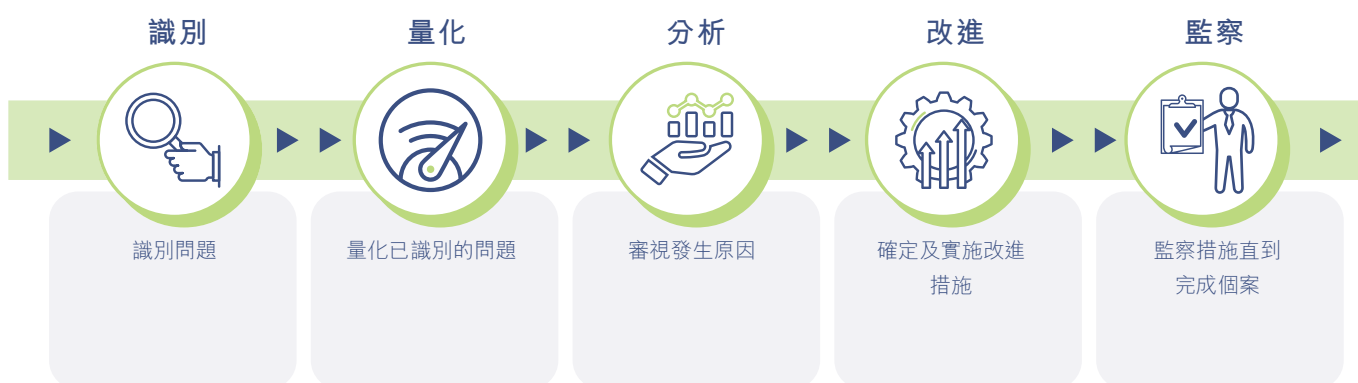 識別
量化
分析
改進
監察
識別問題
量化已識別的問題
審視發生原因
確定及實施改進
措施
監察措施直到
完成個案